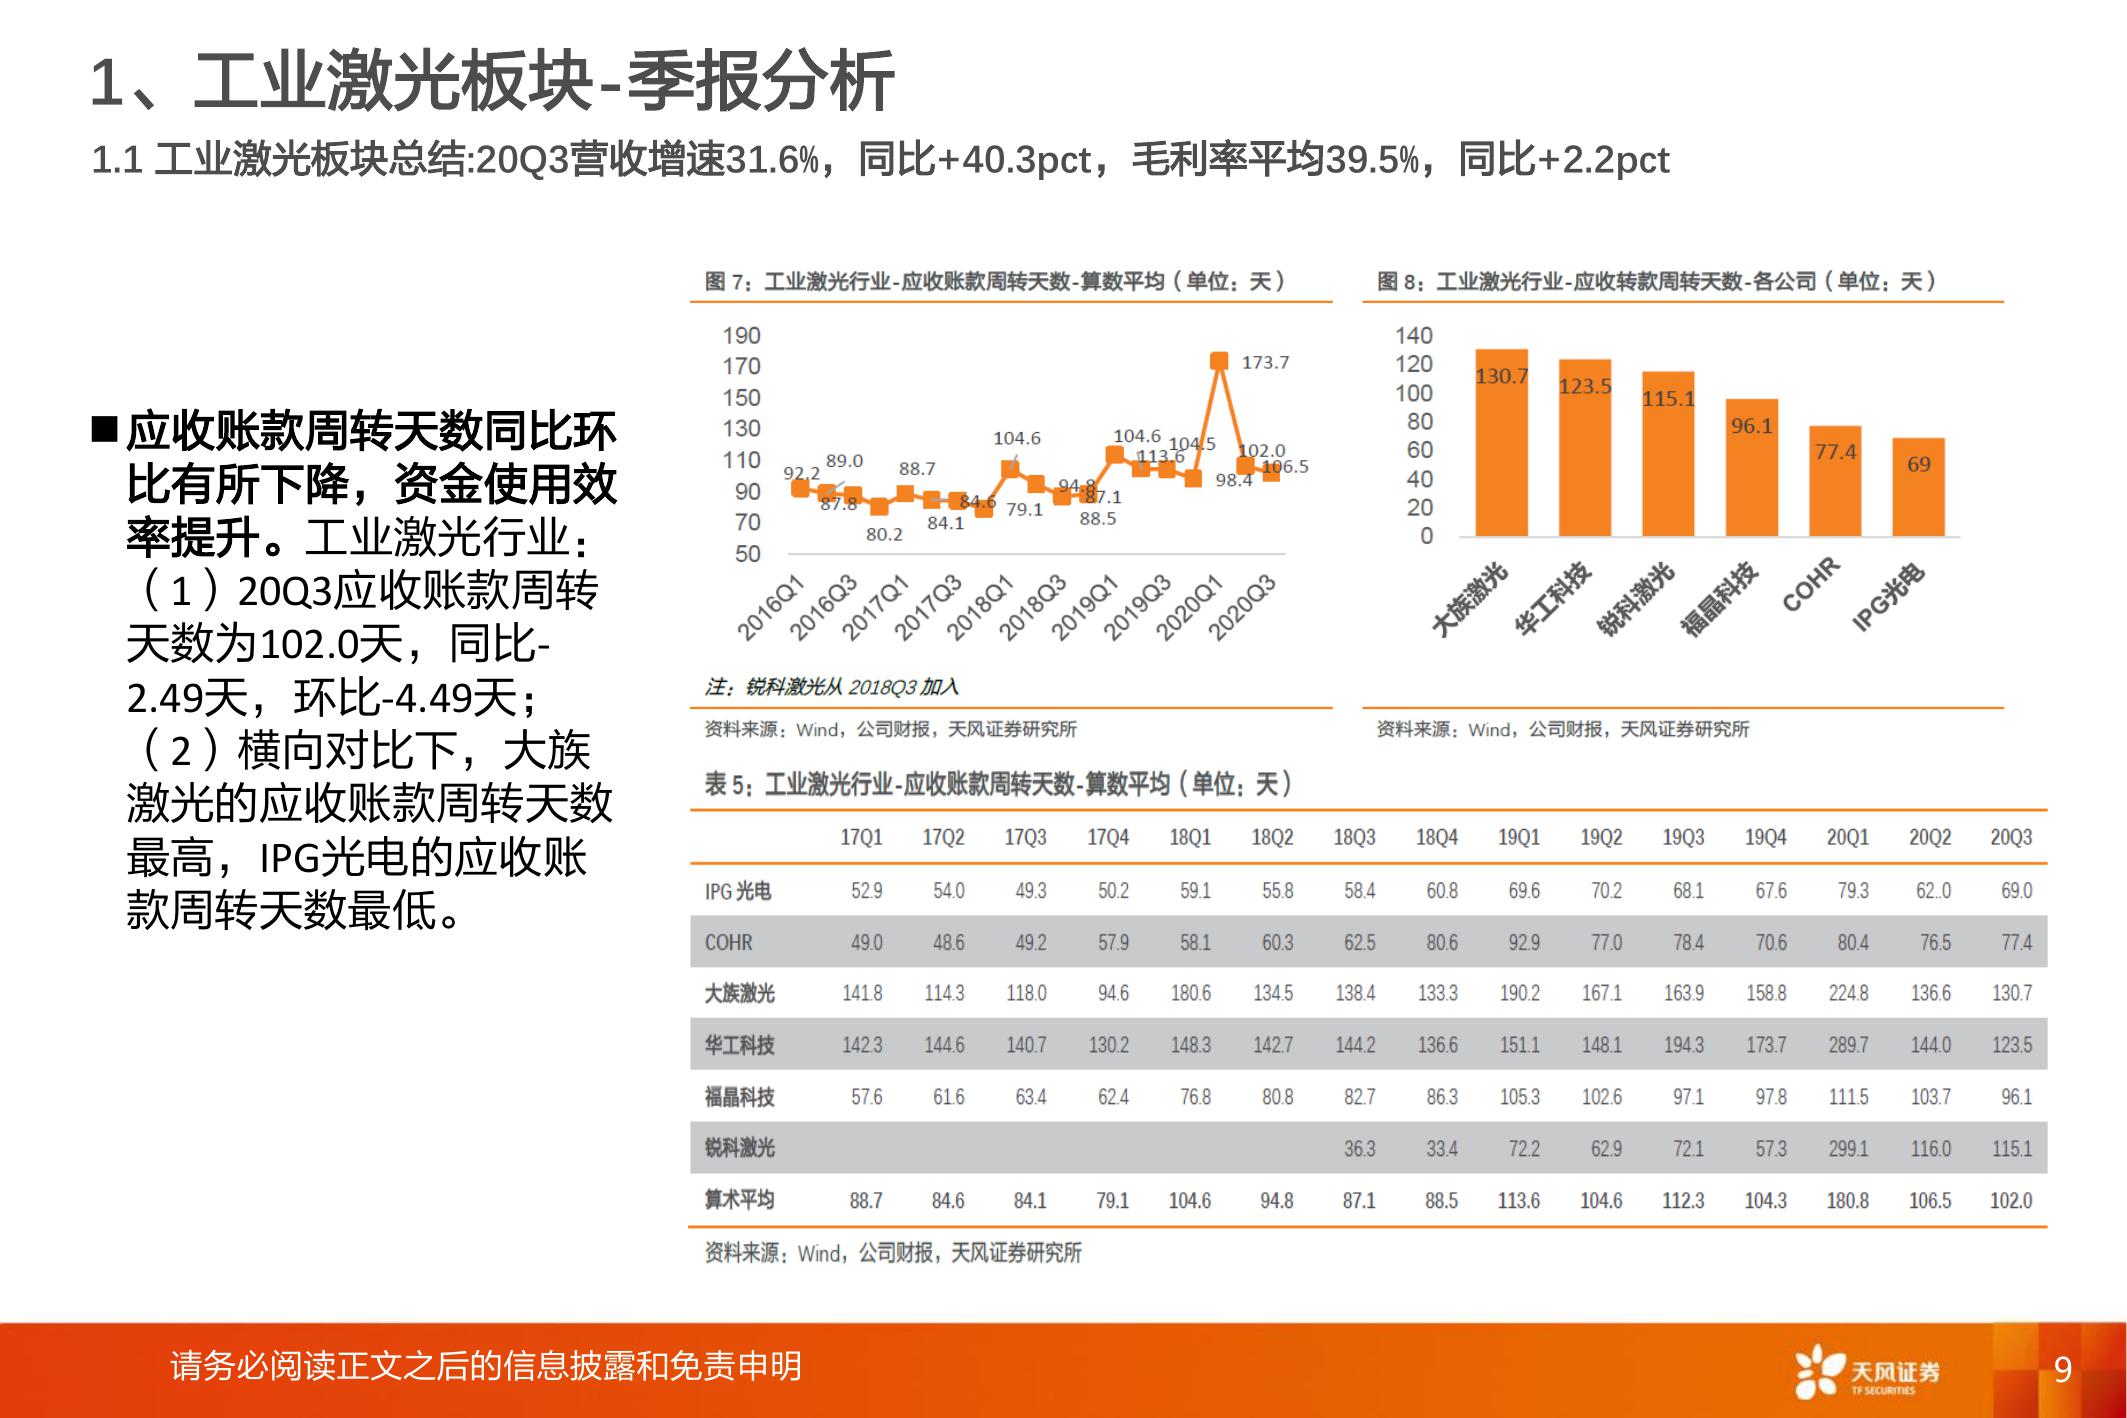 1、工业激光板块-季报分析
1.1 工业激光板块总结:20Q3营收增速31.6%，同比+40.3pct，毛利率平均39.5%，同比+2.2pct
■应收账款周转天数同比环
比有所下降，资金使用效
率提升。工业激光行业：
（1）20Q3应收账款周转
天数为102.0天，同比-
2.49天，环比-4.49天；
（2）横向对比下，大族
激光的应收账款周转天数
最高，IPG光电的应收账
款周转天数最低。
图 7：工业激光行业-应收账款周转天数-算数平均（单位：天）
190
170
150
130
110
90
70
50
92.2
89.0
87.8
80.2
88.7
84.1
84.6
79.1
104.6
94.8
87.1
88.5
104.6
113.6
104.5
98.4
173.7
102.0
106.5
2016Q1
2016Q3
2017Q1
2017Q3
2018Q1
2018Q3
2019Q1
2019Q3
2020Q1
2020Q3
注：锐科激光从 2018Q3 加入
资料来源：Wind，公司财报，天风证券研究所
图 8：工业激光行业-应收转款周转天数-各公司（单位：天）
140
120
100
80
60
40
20
0
130.7
123.5
115.1
96.1
77.4
69
大族激光
华工科技
锐科激光
福晶科技
COHR
IPG光电
资料来源：Wind，公司财报，天风证券研究所
表 5：工业激光行业-应收账款周转天数-算数平均（单位：天）
17Q1 17Q2 17Q3 17Q4 18Q1 18Q2 18Q3 18Q4 19Q1 19Q2 19Q3 19Q4 20Q1 20Q2 20Q3
IPG 光电 52.9 54.0 49.3 50.2 59.1 55.8 58.4 60.8 69.6 70.2 68.1 67.6 79.3 62..0 69.0
COHR 49.0 48.6 49.2 57.9 58.1 60.3 62.5 80.6 92.9 77.0 78.4 70.6 80.4 76.5 77.4
大族激光 141.8 114.3 118.0 94.6 180.6 134.5 138.4 133.3 190.2 167.1 163.9 158.8 224.8 136.6 130.7
华工科技 142.3 144.6 140.7 130.2 148.3 142.7 144.2 136.6 151.1 148.1 194.3 173.7 289.7 144.0 123.5
福晶科技 57.6 61.6 63.4 62.4 76.8 80.8 82.7 86.3 105.3 102.6 97.1 97.8 111.5 103.7 96.1
锐科激光 36.3 33.4 72.2 62.9 72.1 57.3 299.1 116.0 115.1
算术平均 88.7 84.6 84.1 79.1 104.6 94.8 87.1 88.5 113.6 104.6 112.3 104.3 180.8 106.5 102.0
资料来源：Wind，公司财报，天风证券研究所
请务必阅读正文之后的信息披露和免责申明
天风证券
TF SECURITIES
9